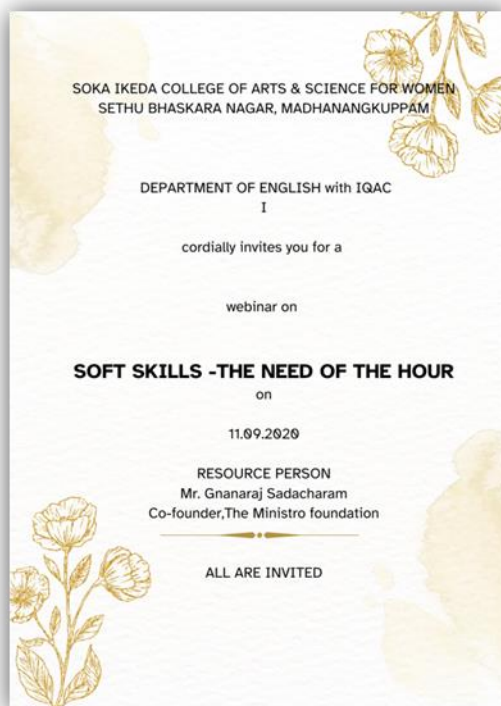 SOKA IKEDA COLLEGE OF ARTS & SCIENCE FOR WOMEN
SETHU BHASKARA NAGAR, MADHANANGKUPPAM
DEPARTMENT OF ENGLISH with IQAC
I
cordially invites you for a
webinar on
SOFT SKILLS -THE NEED OF THE HOUR
on
11.09.2020
RESOURCE PERSON
Mr. Gnanaraj Sadacharam
Co-founder,The Ministro foundation
ALL ARE INVITED